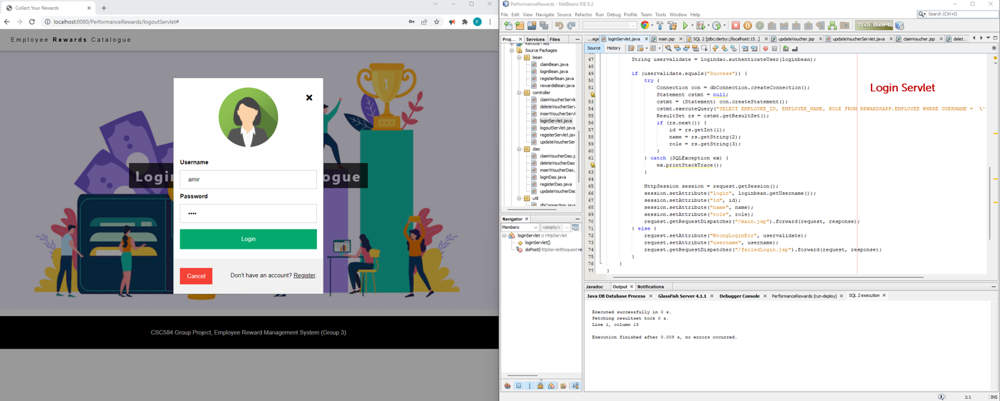 Collect Your Rewards
localhost:8080/PerformanceRewards/logoutServlet#
F
Employee Rewards Catalogue
Login
logue
Username
amir
Password
••••
Login
Cancel
Don't have an account? Register.
CSC584 Group Project, Employee Reward Management System (Group 3)
PerformanceRewards - NetBeans IDE 8.2
File Edit View Navigate Source Refactor Run Debug Profile Team Tools Window Help
Search (Ctrl+I)
Proj... Services Files
Source Packages
bean
claimBean.java
loginBean.java
registerBean.java
rewardsBean.java
controller
claimVoucherServle
deleteVoucherServl
insertVoucherServl
loginServlet.java
logoutServlet.java
registerServlet.java
updateVoucherSer
dao
claimVoucherDao.j
deleteVoucherDao.
insertVoucherDao.
loginDao.java
registerDao.java
updateVoucherDao
util
dbConnection.java
Navigator
Members
<empty>
loginServlet :: HttpServlet
loginServlet()
doPost(HttpServletRequest re
...age loginServlet.java main.jsp SQL 2 [jdbc:derby://localhost:15...] updateVoucher.jsp updateVoucherServlet.java claimVoucher.jsp delet...
Source History
47 String uservalidate = logindao.authenticateUser(loginbean);
48
49 if (uservalidate.equals("Success")) {
50 try {
51 Connection con = dbConnection.createConnection();
Statement cstmt = null;
53 cstmt = (Statement) con.createStatement();
54 cstmt.executeQuery("SELECT EMPLOYEE_ID, EMPLOYEE_NAME, ROLE FROM REWARDSAPP.EMPLOYEE WHERE USERNAME = \'
55 ResultSet rs = cstmt.getResultSet();
56 if (rs.next()) {
57 id = rs.getInt(1);
58 name = rs.getString(2);
59 role = rs.getString(3);
60 }
61 } catch (SQLException ex) {
ex.printStackTrace();
63 }
64
65 HttpSession session = request.getSession();
66 session.setAttribute("login", loginbean.getUsername());
67 session.setAttribute("id", id);
68 session.setAttribute("name", name);
69 session.setAttribute("role", role);
70 request.getRequestDispatcher("/main.jsp").forward(request, response);
71 } else {
72 request.setAttribute("WrongLoginErr", uservalidate);
73 request.setAttribute("username", username);
74 request.getRequestDispatcher("/failedLogin.jsp").forward(request, response);
75 }
76 }
77 }
Login Servlet
Javadoc Output Notifications
Java DB Database Process GlassFish Server 4.1.1 Debugger Console PerformanceRewards (run-deploy) SQL 2 execution
Executed successfully in 0 s.
Fetching resultset took 0 s.
Line 1, column 13
Execution finished after 0.009 s, no errors occurred.
1:1 INS